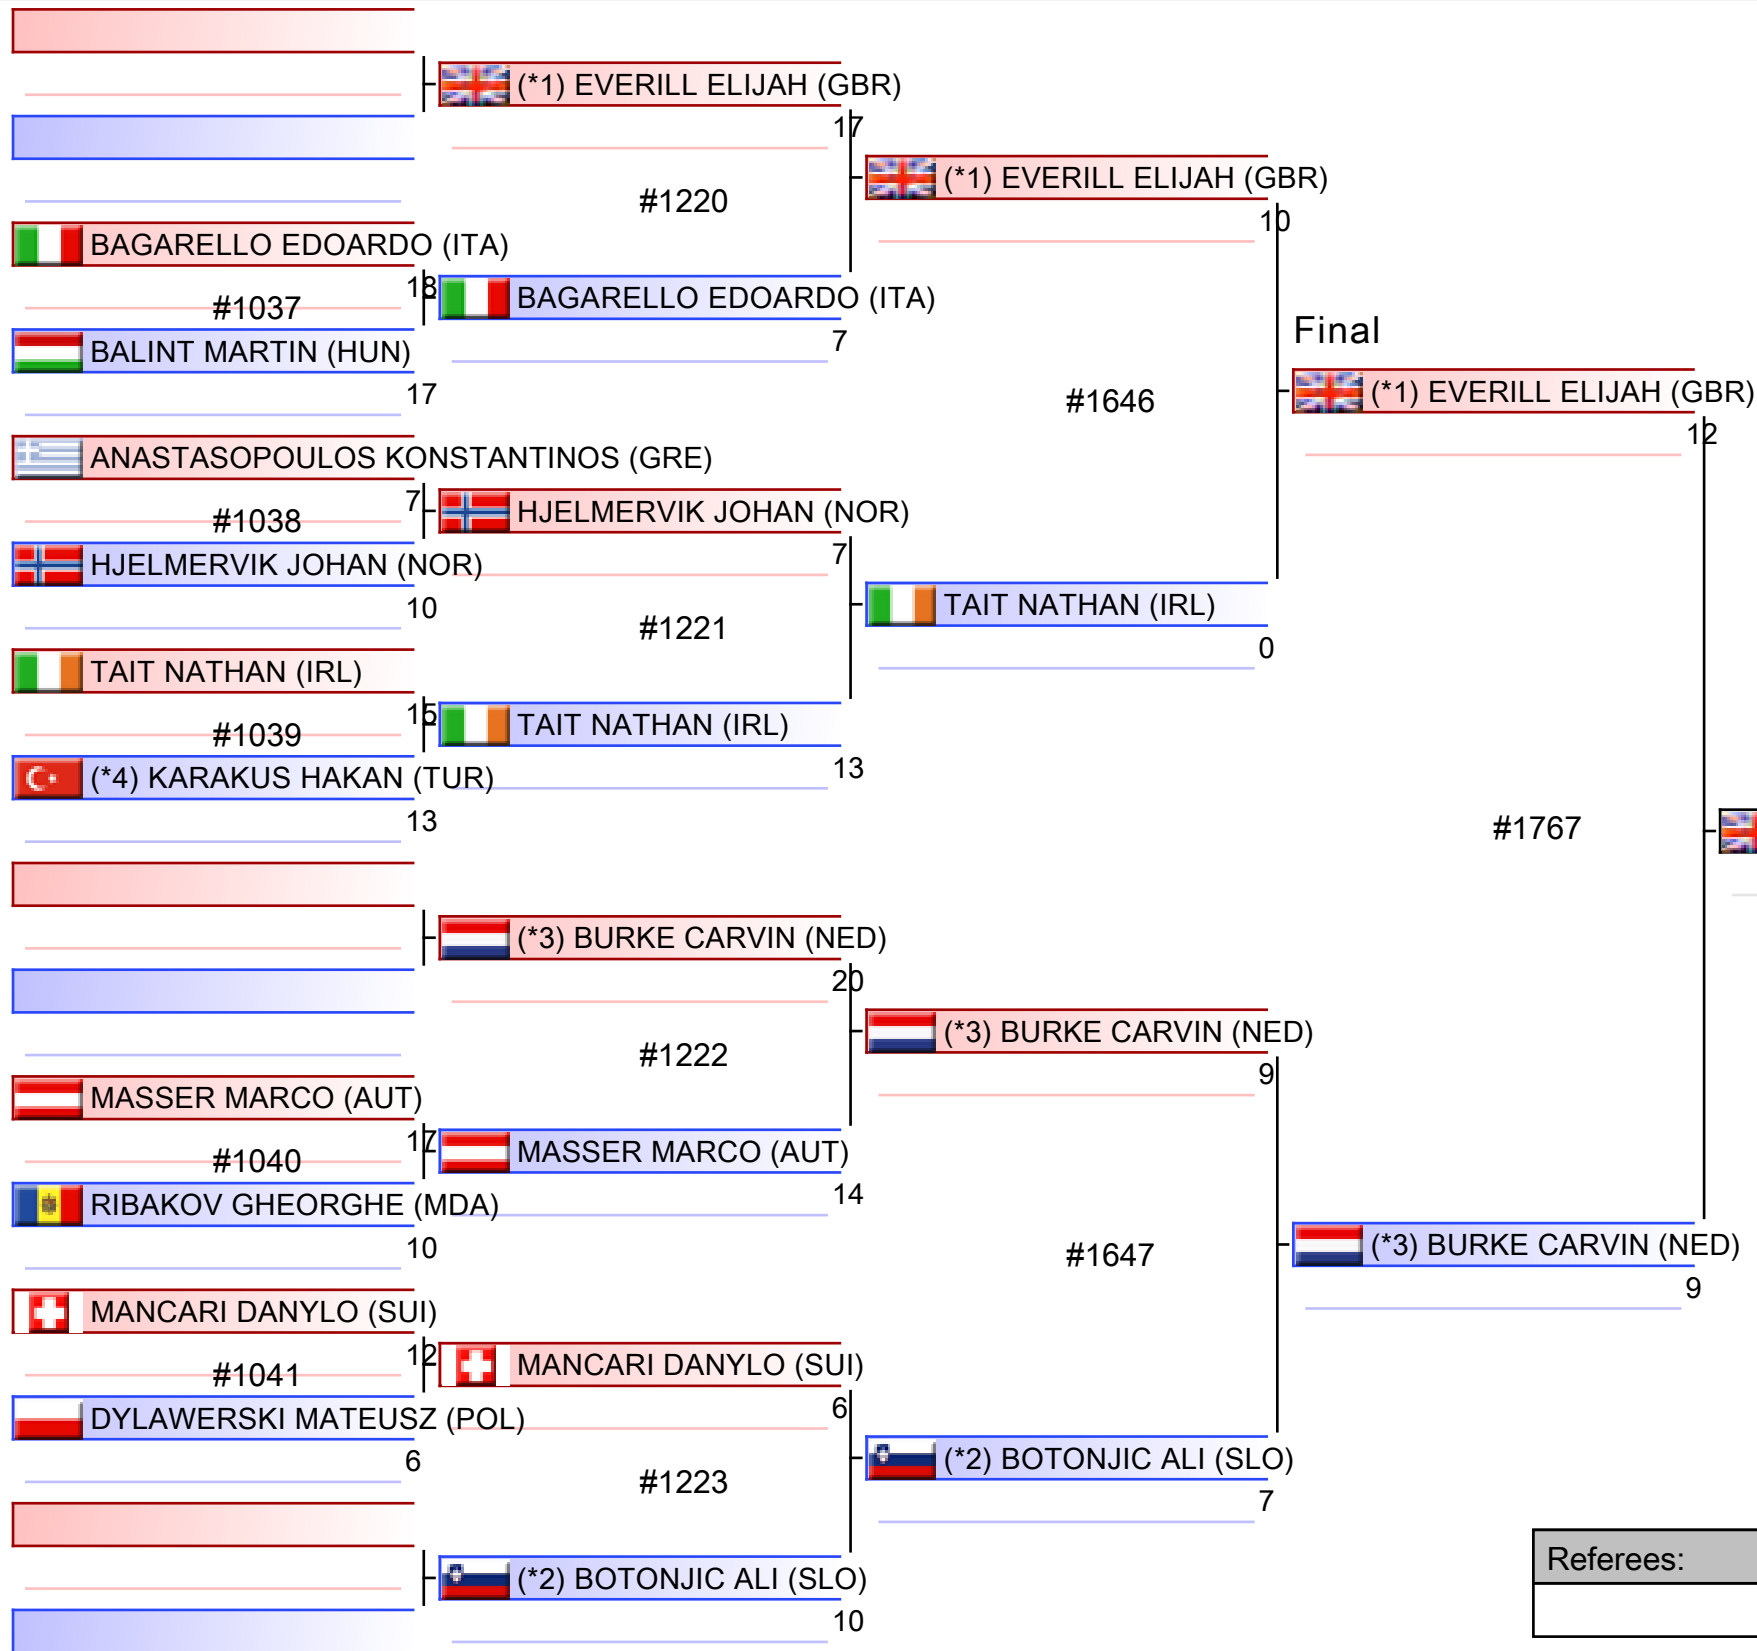 (*1) EVERILL ELIJAH (GBR)
17
(*1) EVERILL ELIJAH (GBR)
#1220
10
BAGARELLO EDOARDO (ITA)
18
#1037
BAGARELLO EDOARDO (ITA)
7
Final
BALINT MARTIN (HUN)
17
#1646
(*1) EVERILL ELIJAH (GBR)
12
ANASTASOPOULOS KONSTANTINOS (GRE)
7
#1038
HJELMERVIK JOHAN (NOR)
7
HJELMERVIK JOHAN (NOR)
10
#1221
TAIT NATHAN (IRL)
0
TAIT NATHAN (IRL)
15
#1039
TAIT NATHAN (IRL)
13
(*4) KARAKUS HAKAN (TUR)
13
#1767
(*3) BURKE CARVIN (NED)
20
(*3) BURKE CARVIN (NED)
9
#1222
MASSER MARCO (AUT)
17
#1040
MASSER MARCO (AUT)
14
RIBAKOV GHEORGHE (MDA)
10
#1647
(*3) BURKE CARVIN (NED)
9
MANCARI DANYLO (SUI)
12
#1041
MANCARI DANYLO (SUI)
6
DYLAWERSKI MATEUSZ (POL)
6
#1223
(*2) BOTONJIC ALI (SLO)
7
(*2) BOTONJIC ALI (SLO)
10
Referees: